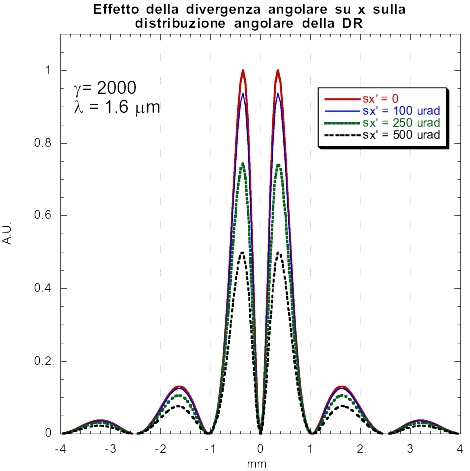 Effetto della divergenza angolare su x sulla
distribuzione angolare della DR
γ= 2000
λ = 1.6 μm
sx' = 0
sx' = 100 urad
sx' = 250 urad
sx' = 500 urad
A.U.
1
0.8
0.6
0.4
0.2
0
-4 -3 -2 -1 0 1 2 3 4
mm